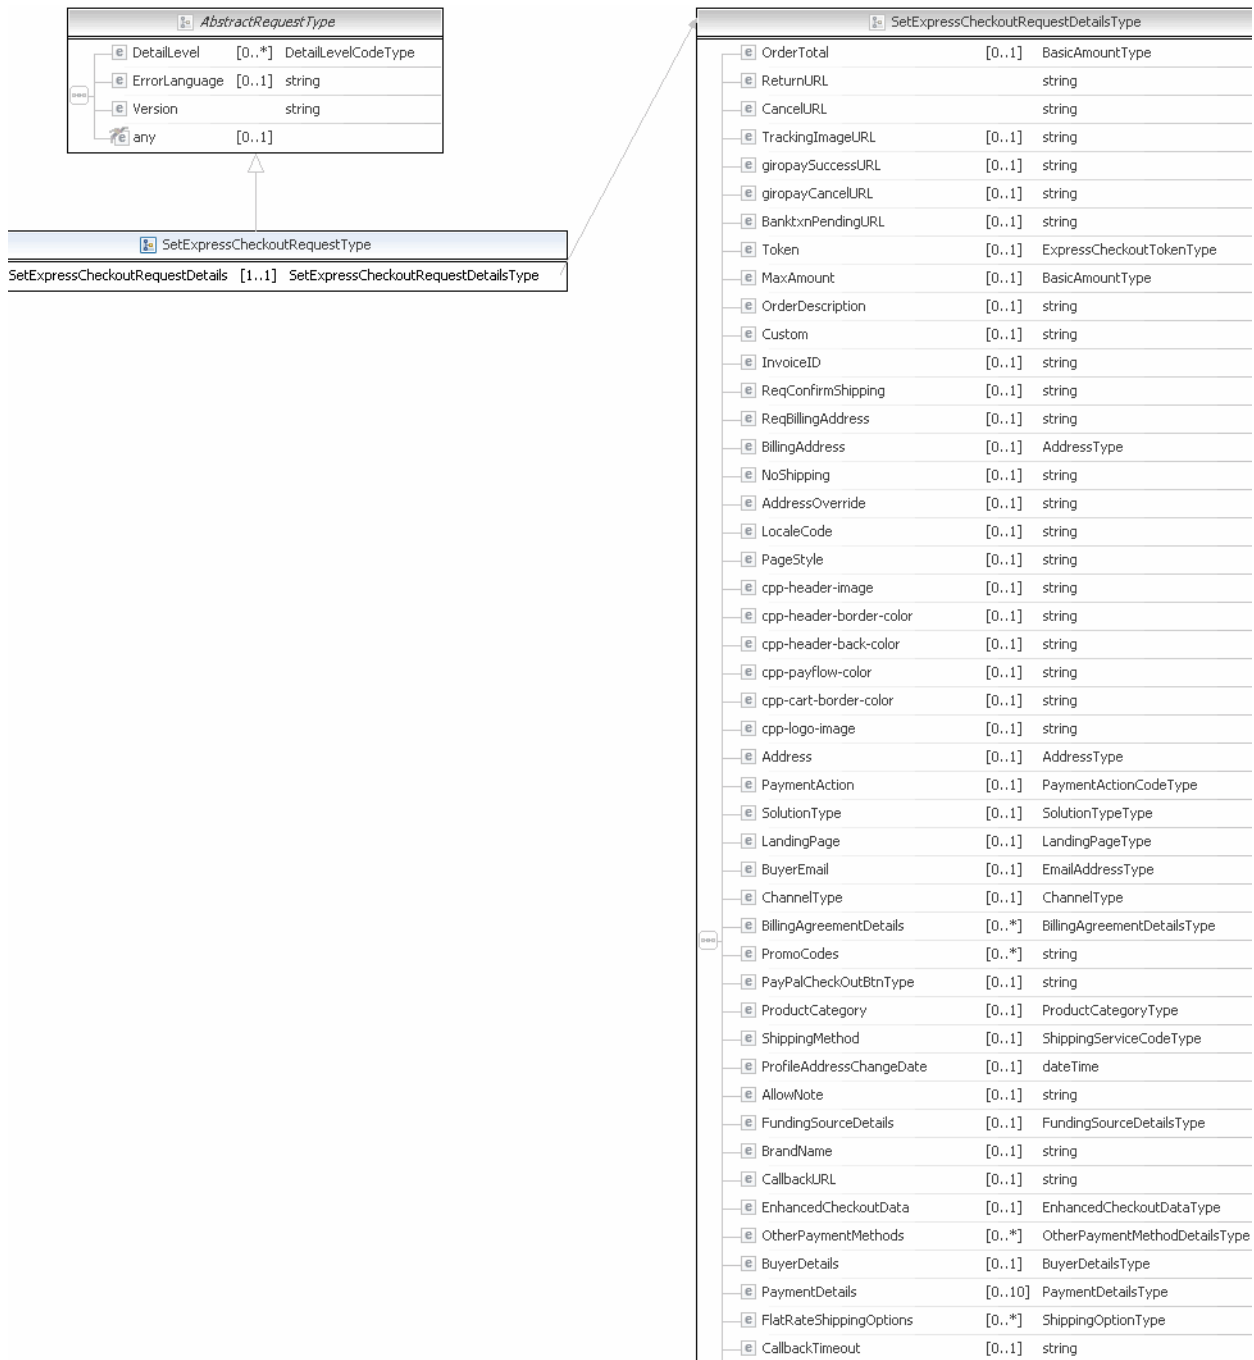 AbstractRequestType
DetailLevel [0..*] DetailLevelCodeType
ErrorLanguage [0..1] string
Version string
any [0..1]
SetExpressCheckoutRequestType
SetExpressCheckoutRequestDetails [1..1] SetExpressCheckoutRequestDetailsType
SetExpressCheckoutRequestDetailsType
OrderTotal [0..1] BasicAmountType
ReturnURL string
CancelURL string
TrackingImageURL [0..1] string
giropaySuccessURL [0..1] string
giropayCancelURL [0..1] string
BanktxnPendingURL [0..1] string
Token [0..1] ExpressCheckoutTokenType
MaxAmount [0..1] BasicAmountType
OrderDescription [0..1] string
Custom [0..1] string
InvoiceID [0..1] string
ReqConfirmShipping [0..1] string
ReqBillingAddress [0..1] string
BillingAddress [0..1] AddressType
NoShipping [0..1] string
AddressOverride [0..1] string
LocaleCode [0..1] string
PageStyle [0..1] string
cpp-header-image [0..1] string
cpp-header-border-color [0..1] string
cpp-header-back-color [0..1] string
cpp-payflow-color [0..1] string
cpp-cart-border-color [0..1] string
cpp-logo-image [0..1] string
Address [0..1] AddressType
PaymentAction [0..1] PaymentActionCodeType
SolutionType [0..1] SolutionTypeType
LandingPage [0..1] LandingPageType
BuyerEmail [0..1] EmailAddressType
ChannelType [0..1] ChannelType
BillingAgreementDetails [0..*] BillingAgreementDetailsType
PromoCodes [0..*] string
PayPalCheckOutBtnType [0..1] string
ProductCategory [0..1] ProductCategoryType
ShippingMethod [0..1] ShippingServiceCodeType
ProfileAddressChangeDate [0..1] dateTime
AllowNote [0..1] string
FundingSourceDetails [0..1] FundingSourceDetailsType
BrandName [0..1] string
CallbackURL [0..1] string
EnhancedCheckoutData [0..1] EnhancedCheckoutDataType
OtherPaymentMethods [0..*] OtherPaymentMethodDetailsType
BuyerDetails [0..1] BuyerDetailsType
PaymentDetails [0..10] PaymentDetailsType
FlatRateShippingOptions [0..*] ShippingOptionType
CallbackTimeout [0..1] string